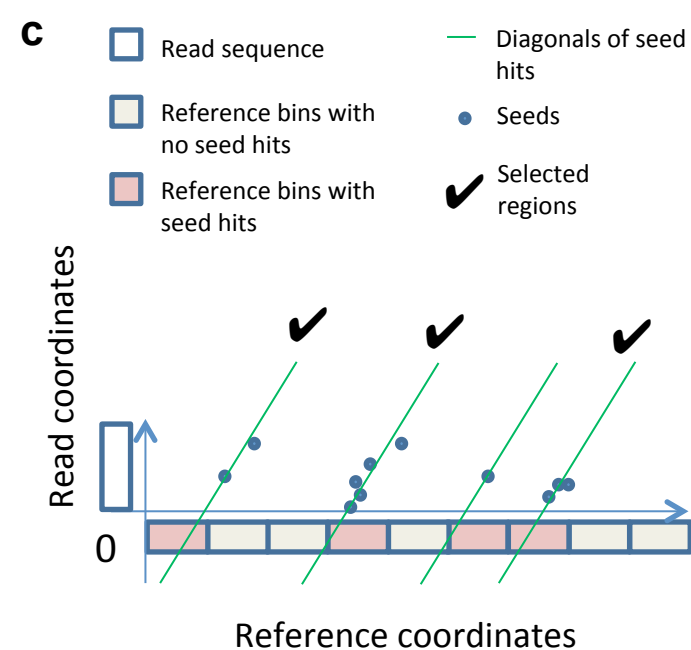 c
Read sequence
Reference bins with
no seed hits
Reference bins with
seed hits
Diagonals of seed
hits
Seeds
Selected
regions
Read coordinates
0
Reference coordinates